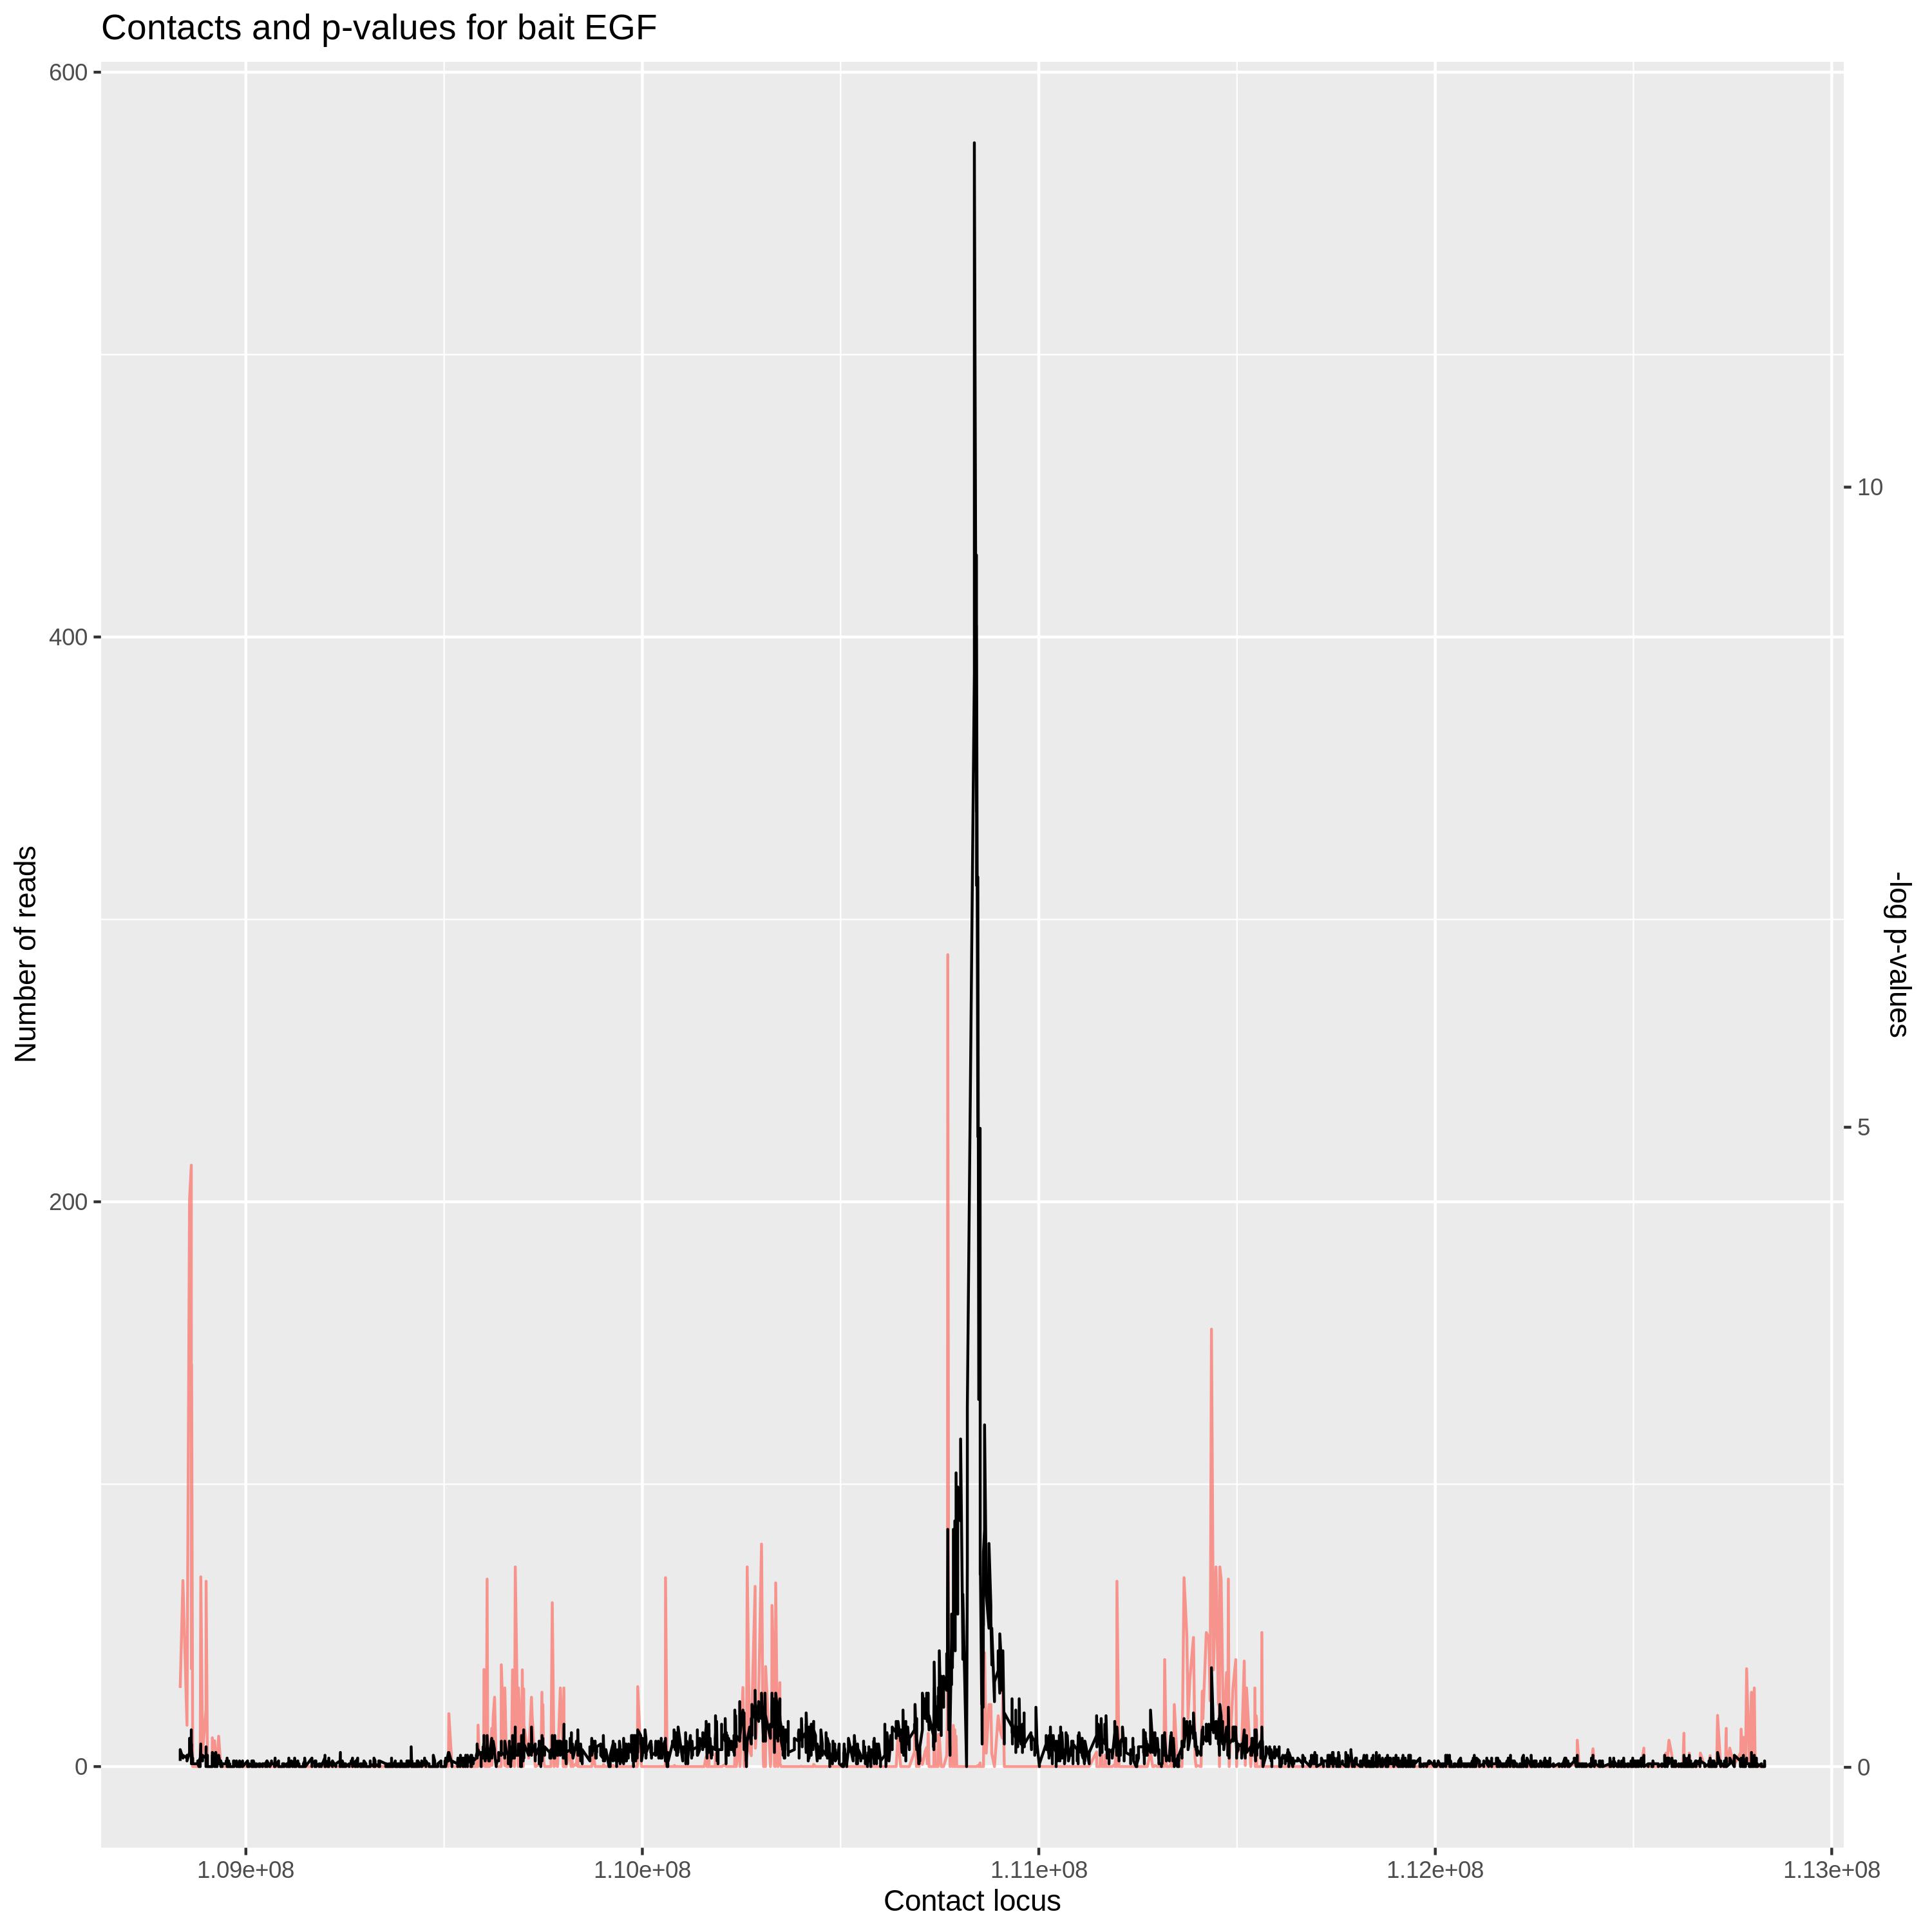 Contacts and p-values for bait EGF
600
400
200
0
Number of reads
10
5
0
-log p-values
1.09e+08
1.10e+08
1.11e+08
1.12e+08
1.13e+08
Contact locus